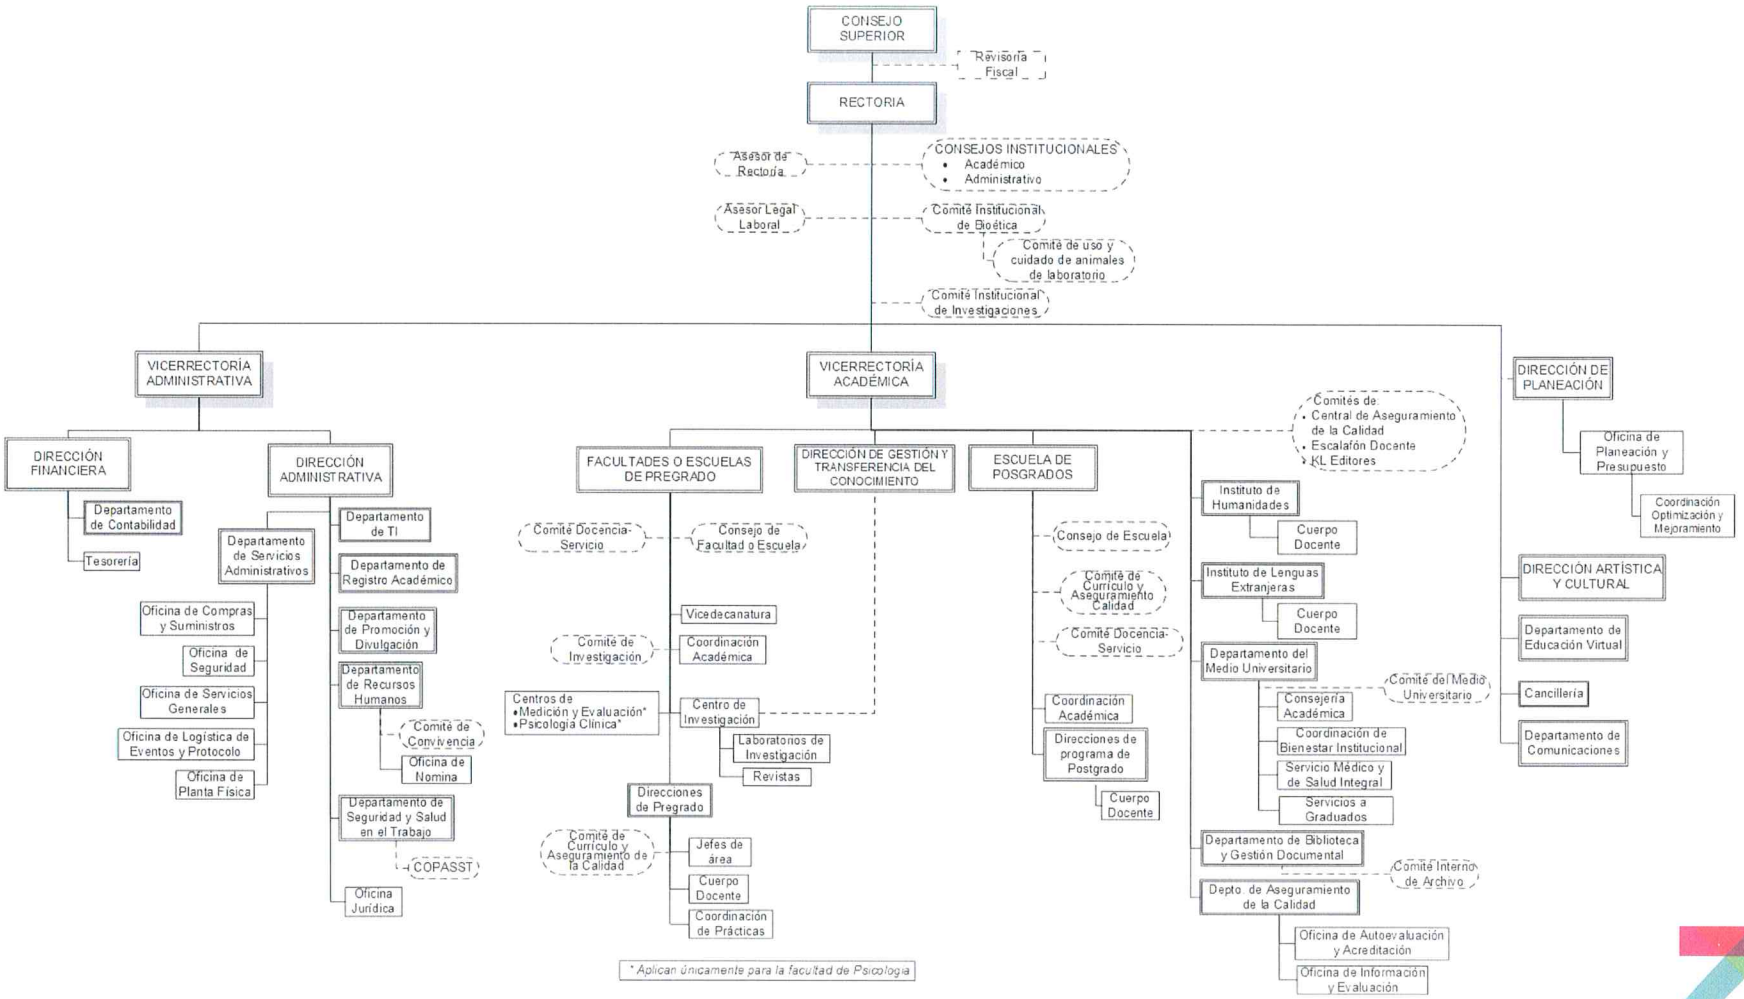 CONSEJO
SUPERIOR
Revisoría
Fiscal
RECTORIA
Asesor de
Rectoría
CONSEJOS INSTITUCIONALES
• Académico
• Administrativo
Asesor Legal
Laboral
Comité Institucional
de Bioética
Comité de uso y
cuidado de animales
de laboratorio
Comité Institucional
de Investigaciones
VICERRECTORÍA
ADMINISTRATIVA
VICERRECTORÍA
ACADÉMICA
DIRECCIÓN DE
PLANEACIÓN
Comités de:
• Central de Aseguramiento
de la Calidad
• Escalafón Docente
• KL Editores
Oficina de
Planeación y
Presupuesto
Coordinación
Optimización y
Mejoramiento
DIRECCIÓN
FINANCIERA
Departamento
de Contabilidad
Tesorería
DIRECCIÓN
ADMINISTRATIVA
Departamento
de Servicios
Administrativos
Oficina de Compras
y Suministros
Oficina de
Seguridad
Oficina de Servicios
Generales
Oficina de Logística de
Eventos y Protocolo
Oficina de
Planta Física
Departamento
de TI
Departamento de
Registro Académico
Departamento
de Promoción y
Divulgación
Departamento
de Recursos
Humanos
Comité de
Convivencia
Oficina de
Nomina
Departamento de
Seguridad y Salud
en el Trabajo
COPASST
Oficina
Jurídica
FACULTADES O ESCUELAS
DE PREGRADO
Comité Docencia-
Servicio
Consejo de
Facultad o Escuela
Vicedecanatura
Comité de
Investigación
Coordinación
Académica
Centros de
•Medición y Evaluación*
•Psicología Clínica*
Centro de
Investigación
Laboratorios de
Investigación
Revistas
Direcciones
de Pregrado
Comité de
Currículo y
Aseguramiento de
la Calidad
Jefes de
área
Cuerpo
Docente
Coordinación
de Prácticas
DIRECCIÓN DE GESTIÓN Y
TRANSFERENCIA DEL
CONOCIMIENTO
ESCUELA DE
POSGRADOS
Consejo de Escuela
Comité de
Currículo y
Aseguramiento
Calidad
Comité Docencia-
Servicio
Coordinación
Académica
Direcciones de
programa de
Postgrado
Cuerpo
Docente
Instituto de
Humanidades
Cuerpo
Docente
Instituto de Lenguas
Extranjeras
Cuerpo
Docente
Departamento del
Medio Universitario
Comité del Medio
Universitario
Consejería
Académica
Coordinación de
Bienestar Institucional
Servicio Médico y
de Salud Integral
Servicios a
Graduados
Departamento de Biblioteca
y Gestión Documental
Comité Interno
de Archivo
Depto. de Aseguramiento
de la Calidad
Oficina de Autoevaluación
y Acreditación
Oficina de Información
y Evaluación
DIRECCIÓN ARTÍSTICA
Y CULTURAL
Departamento de
Educación Virtual
Cancillería
Departamento de
Comunicaciones
* Aplican únicamente para la facultad de Psicología